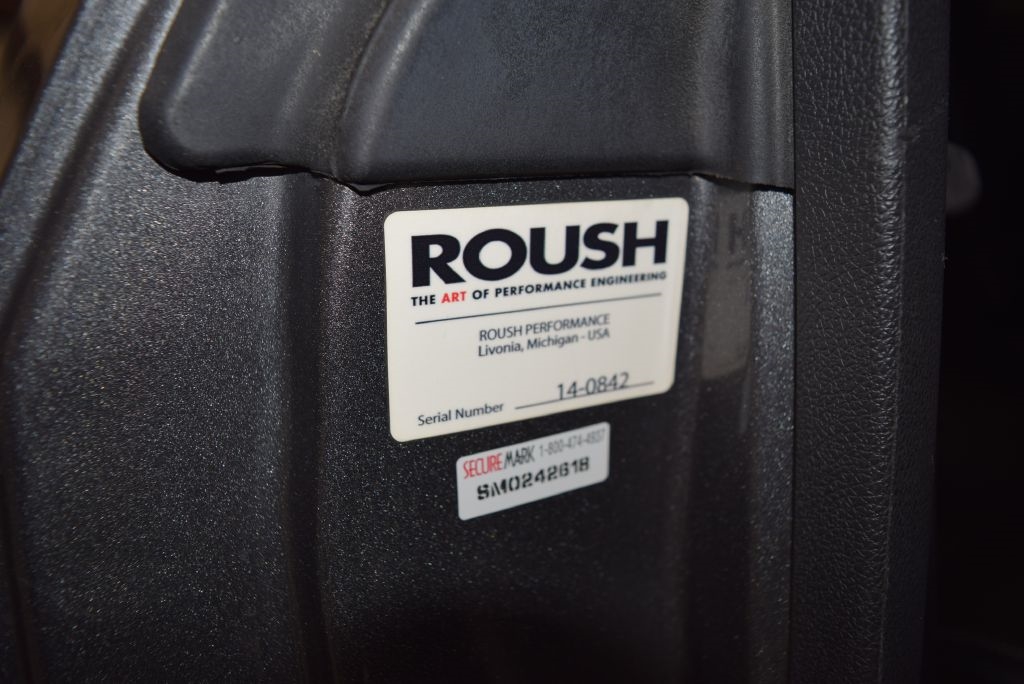 ROUSH
THE ART OF PERFORMANCE ENGINEERING
ROUSH PERFORMANCE
Livonia, Michigan - USA
Serial Number 14-0842
SECUREMARK 1-800-474-4937
SM0242618